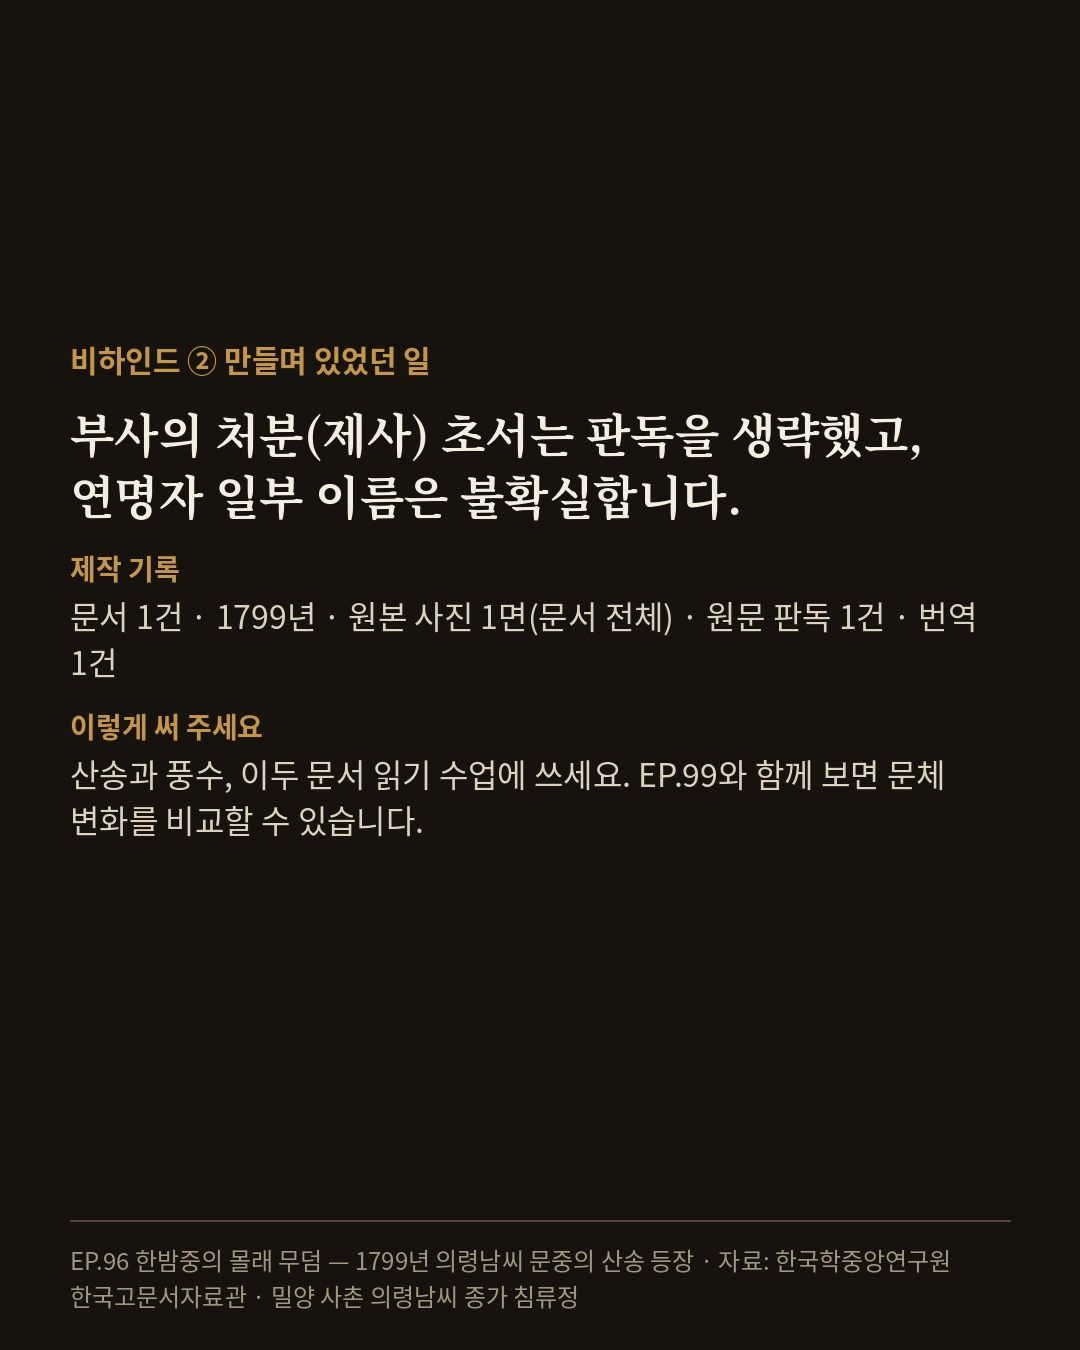 비하인드 ② 만들며 있었던 일
부사의 처분(제사) 초서는 판독을 생략했고,
연명자 일부 이름은 불확실합니다.
제작 기록
문서 1건 · 1799년 · 원본 사진 1면(문서 전체) · 원문 판독 1건 · 번역
1건
이렇게 써 주세요
산송과 풍수, 이두 문서 읽기 수업에 쓰세요. EP.99와 함께 보면 문체
변화를 비교할 수 있습니다.
EP.96 한밤중의 몰래 무덤 — 1799년 의령남씨 문중의 산송 등장 · 자료: 한국학중앙연구원
한국고문서자료관 · 밀양 사촌 의령남씨 종가 침류정